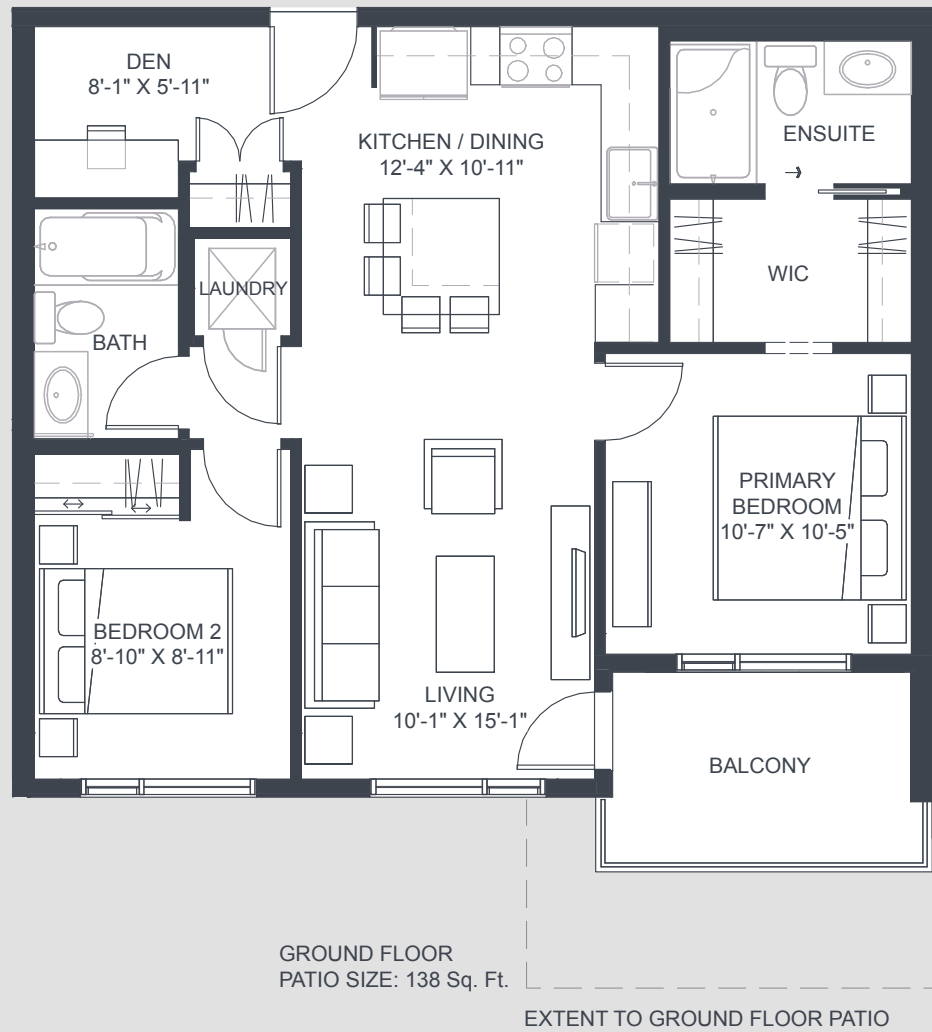 DEN
8'-1" X 5'-11"
KITCHEN / DINING
12'-4" X 10'-11"
ENSUITE
WIC
LAUNDRY
BATH
PRIMARY
BEDROOM
10'-7" X 10'-5"
BEDROOM 2
8'-10" X 8'-11"
LIVING
10'-1" X 15'-1"
BALCONY
GROUND FLOOR
PATIO SIZE: 138 Sq. Ft.
EXTENT TO GROUND FLOOR PATIO